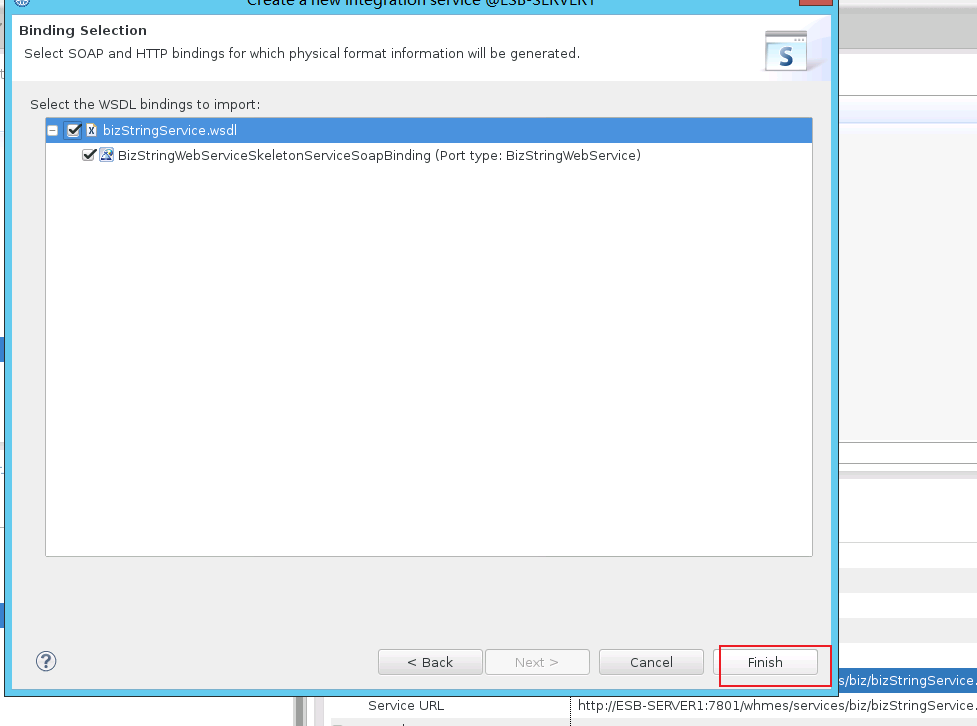 Create a new integration service @ESB-SERVER1
Binding Selection
Select SOAP and HTTP bindings for which physical format information will be generated.
S
Select the WSDL bindings to import:
X bizStringService.wsdl
BizStringWebServiceSkeletonServiceSoapBinding (Port type: BizStringWebService)
?
< Back
Next >
Cancel
Finish
s/biz/bizStringService.
Service URL
http://ESB-SERVER1:7801/whmes/services/biz/bizStringService.